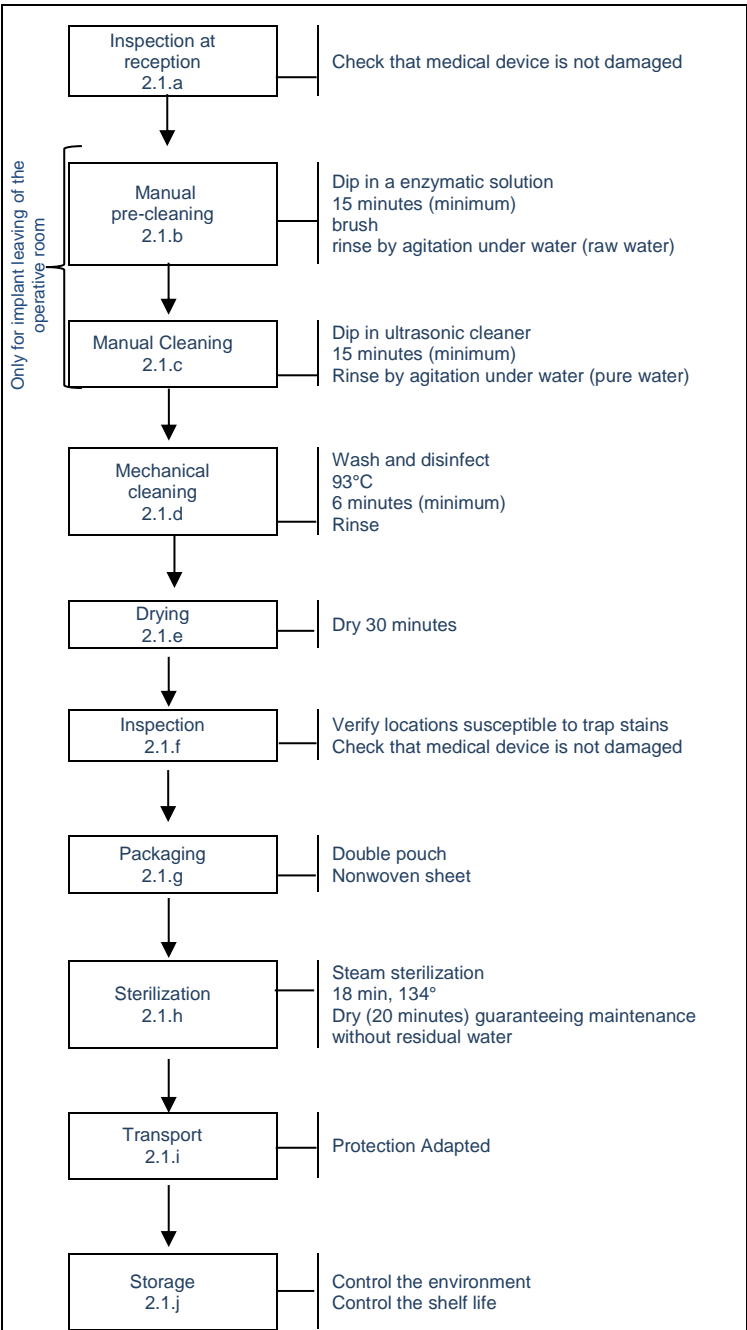 Inspection at
reception
2.1.a
Check that medical device is not damaged
Only for implant leaving of the
operative room
Manual
pre-cleaning
2.1.b
Dip in a enzymatic solution
15 minutes (minimum)
brush
rinse by agitation under water (raw water)
Manual Cleaning
2.1.c
Dip in ultrasonic cleaner
15 minutes (minimum)
Rinse by agitation under water (pure water)
Mechanical
cleaning
2.1.d
Wash and disinfect
93°C
6 minutes (minimum)
Rinse
Drying
2.1.e
Dry 30 minutes
Inspection
2.1.f
Verify locations susceptible to trap stains
Check that medical device is not damaged
Packaging
2.1.g
Double pouch
Nonwoven sheet
Sterilization
2.1.h
Steam sterilization
18 min, 134°
Dry (20 minutes) guaranteeing maintenance
without residual water
Transport
2.1.i
Protection Adapted
Storage
2.1.j
Control the environment
Control the shelf life